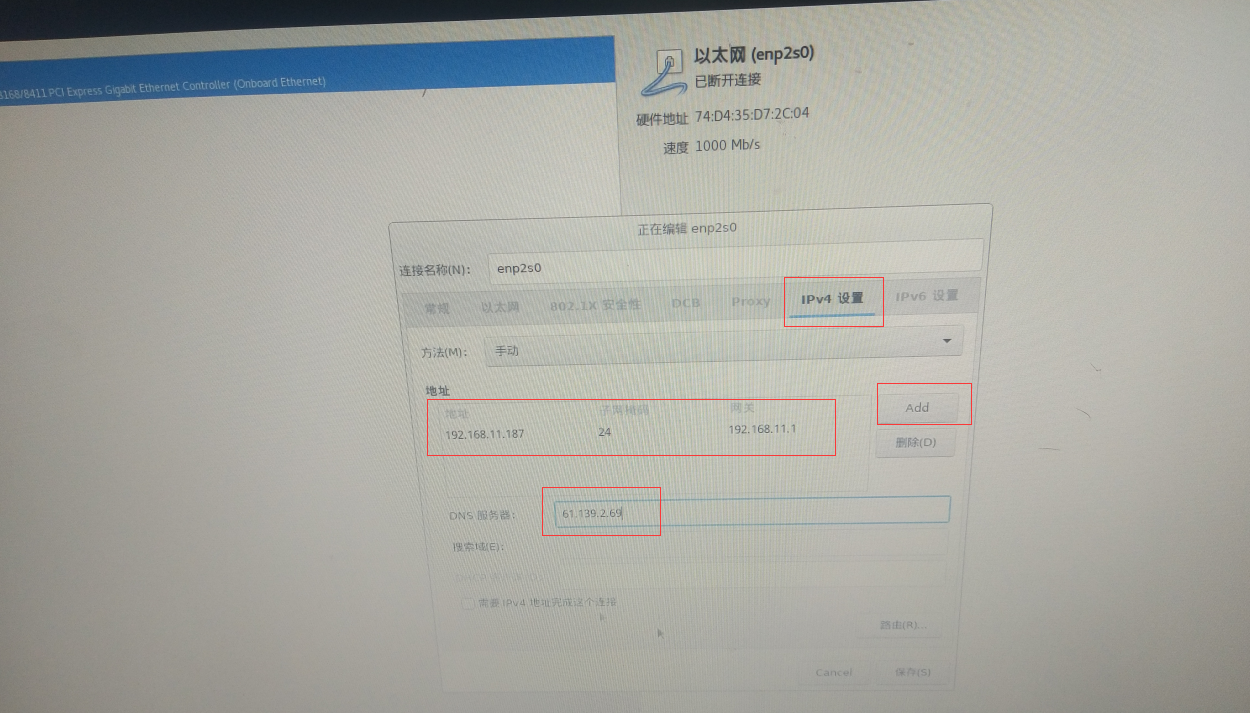 8168/8411 PCI Express Gigabit Ethernet Controller (Onboard Ethernet)
以太网 (enp2s0)
已断开连接
硬件地址 74:D4:35:D7:2C:04
速度 1000 Mb/s
正在编辑 enp2s0
连接名称(N): enp2s0
常规 以太网 802.1X 安全性 DCB Proxy IPv4 设置 IPv6 设置
方法(M): 手动
地址
地址 子网掩码 网关 Add
192.168.11.187 24 192.168.11.1
删除(D)
DNS 服务器: 61.139.2.69
搜索域(E):
需要 IPv4 地址完成这个连接
路由(R)...
Cancel 保存(S)